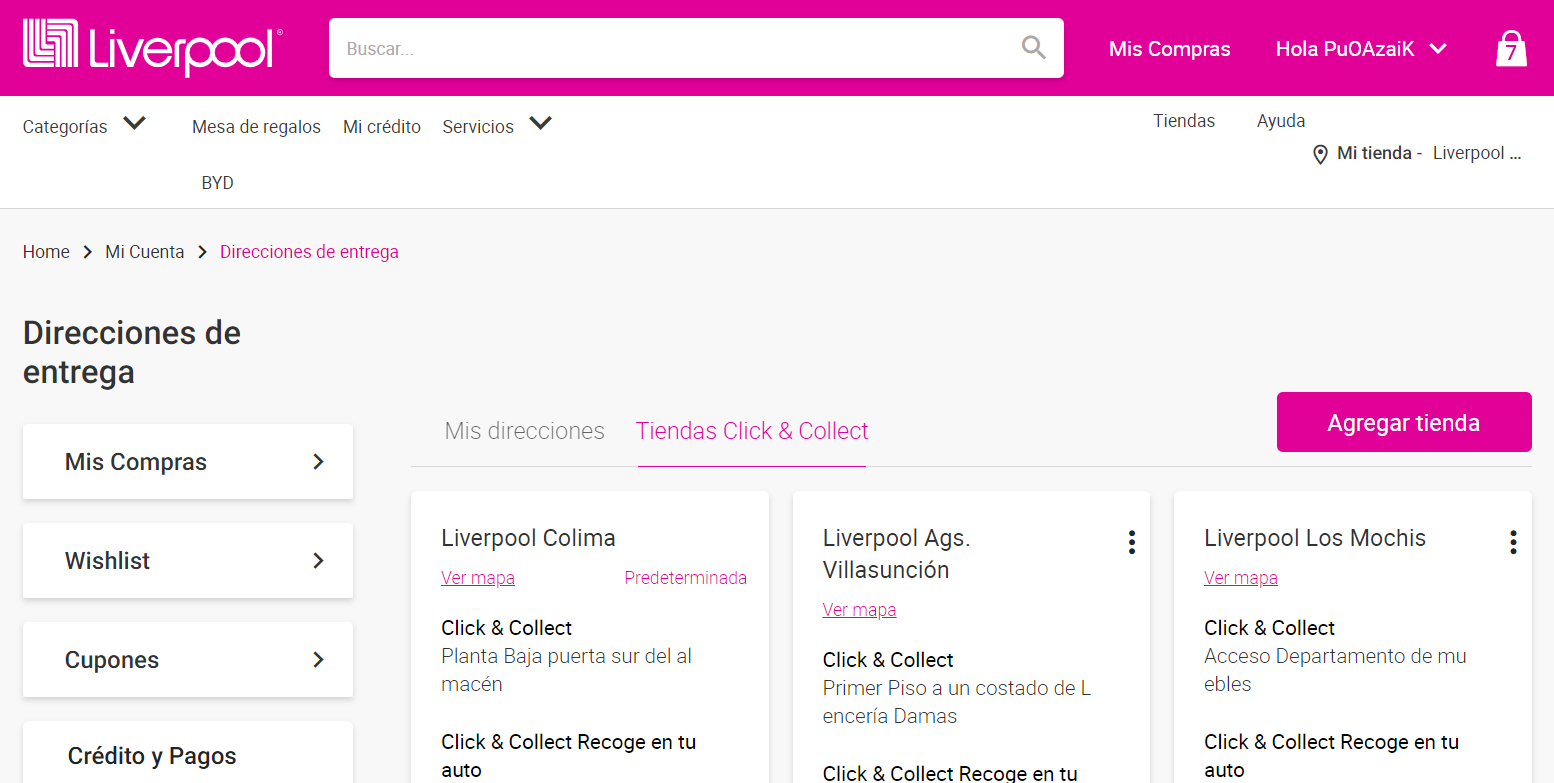 Liverpool®
Buscar...
Mis Compras
Hola PuOAzaiK
7
Categorías
Mesa de regalos
Mi crédito
Servicios
BYD
Tiendas
Ayuda
Mi tienda - Liverpool ...
Home
Mi Cuenta
Direcciones de entrega
Direcciones de
entrega
Mis Compras
Wishlist
Cupones
Crédito y Pagos
Mis direcciones
Tiendas Click & Collect
Agregar tienda
Liverpool Colima
Ver mapa
Predeterminada
Click & Collect
Planta Baja puerta sur del al
macén
Click & Collect Recoge en tu
auto
Liverpool Ags.
Villasunción
Ver mapa
Click & Collect
Primer Piso a un costado de L
encería Damas
Click & Collect Recoge en tu
Liverpool Los Mochis
Ver mapa
Click & Collect
Acceso Departamento de mu
ebles
Click & Collect Recoge en tu
auto